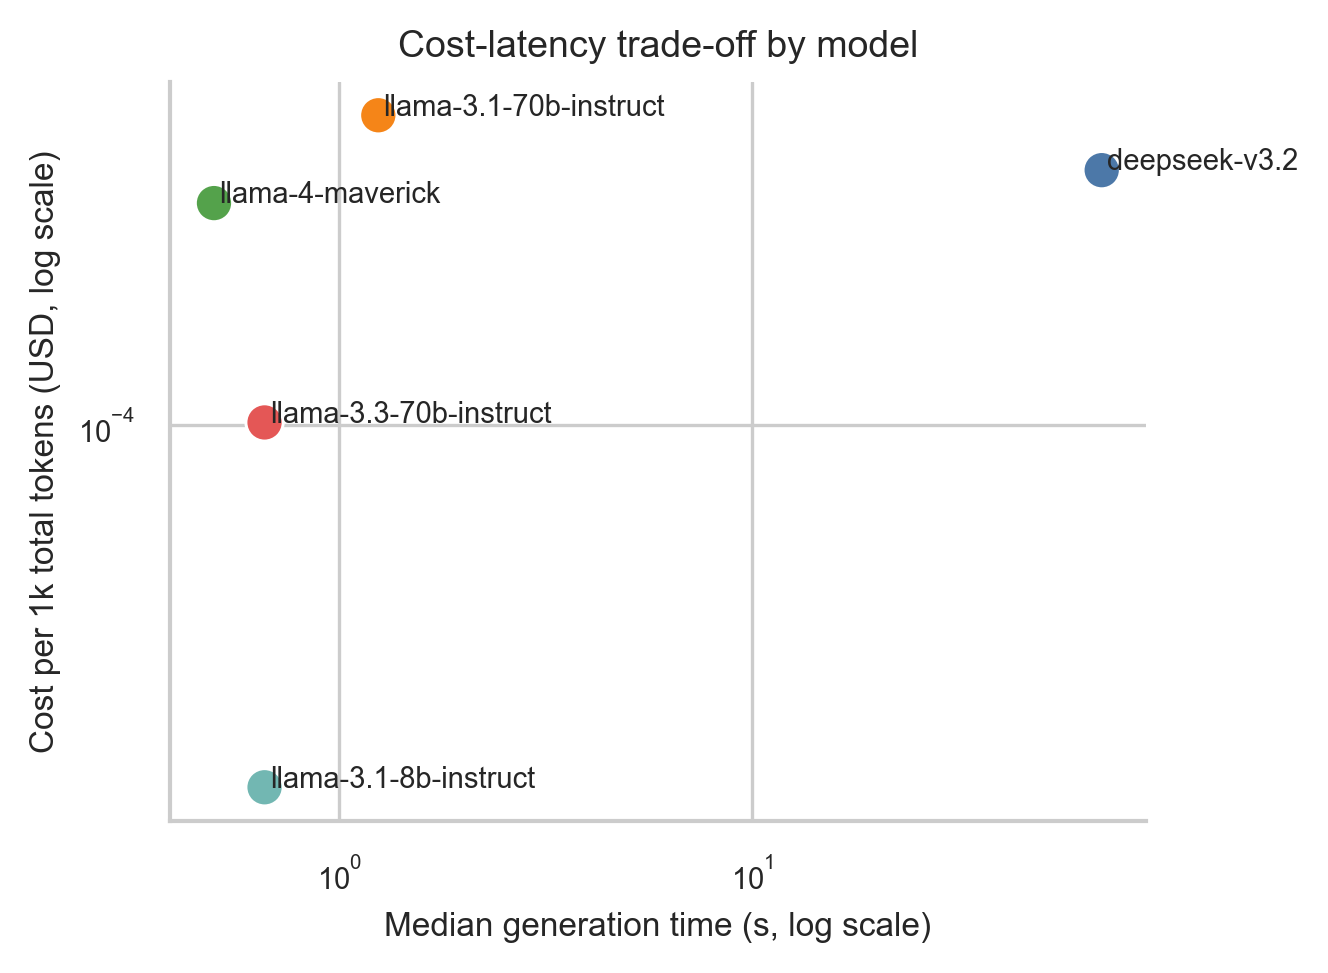 Cost-latency trade-off by model
llama-3.1-70b-instruct
deepseek-v3.2
llama-4-maverick
llama-3.3-70b-instruct
llama-3.1-8b-instruct
Cost per 1k total tokens (USD, log scale)
10⁻⁴
10⁰ 10¹
Median generation time (s, log scale)